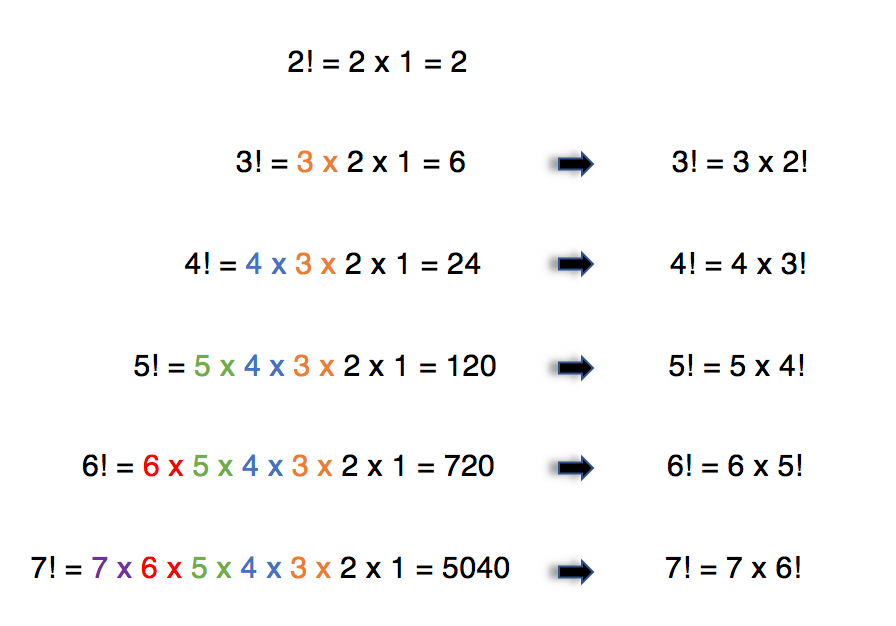 2! = 2 x 1 = 2
3! = 3 x 2 x 1 = 6 3! = 3 x 2!
4! = 4 x 3 x 2 x 1 = 24 4! = 4 x 3!
5! = 5 x 4 x 3 x 2 x 1 = 120 5! = 5 x 4!
6! = 6 x 5 x 4 x 3 x 2 x 1 = 720 6! = 6 x 5!
7! = 7 x 6 x 5 x 4 x 3 x 2 x 1 = 5040 7! = 7 x 6!